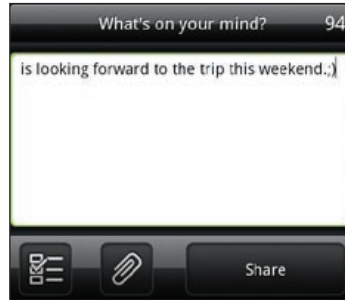 What's on your mind? 94
is looking forward to the trip this weekend.;)
Share